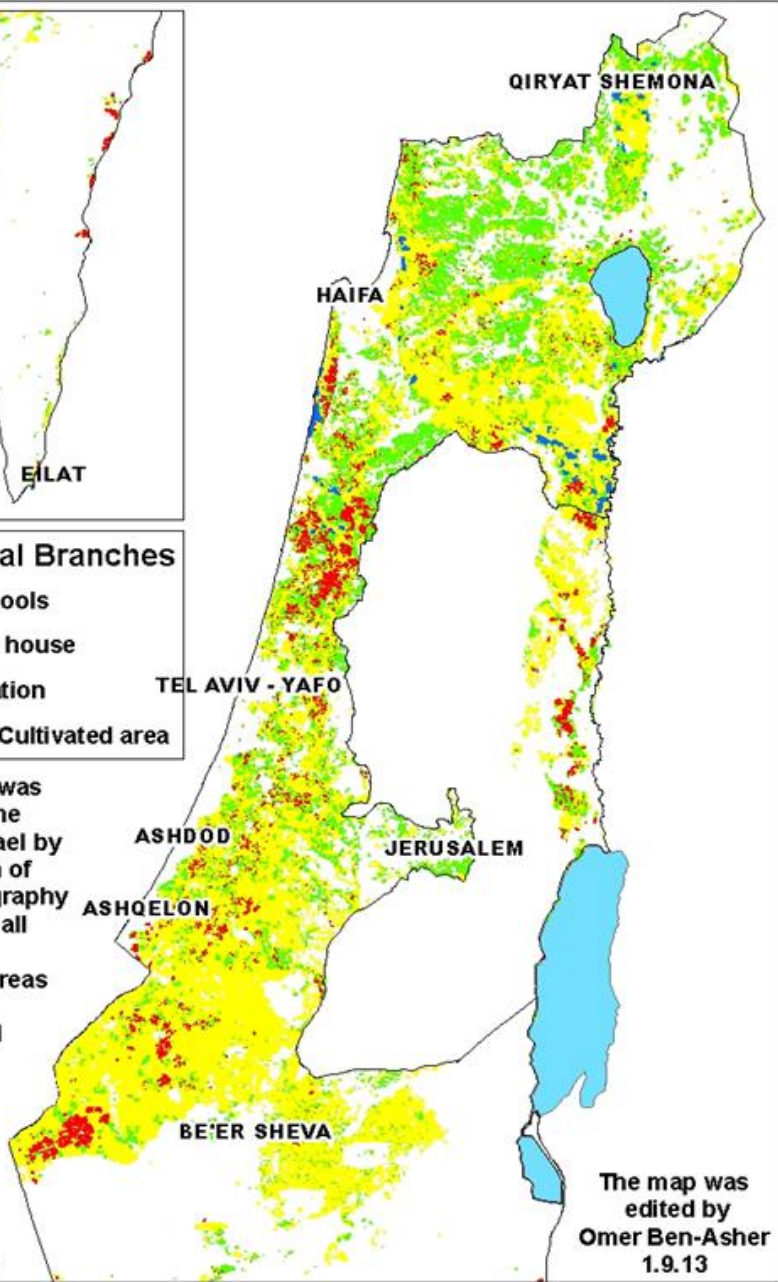 QIRYAT SHEMONA
HAIFA
EILAT
al Branches
ools
house
tion
Cultivated area
TEL AVIV - YAFO
was
ne
ael by
n of
graphy
all
reas
ASHDOD
JERUSALEM
ASHQELON
BE'ER SHEVA
The map was
edited by
Omer Ben-Asher
1.9.13